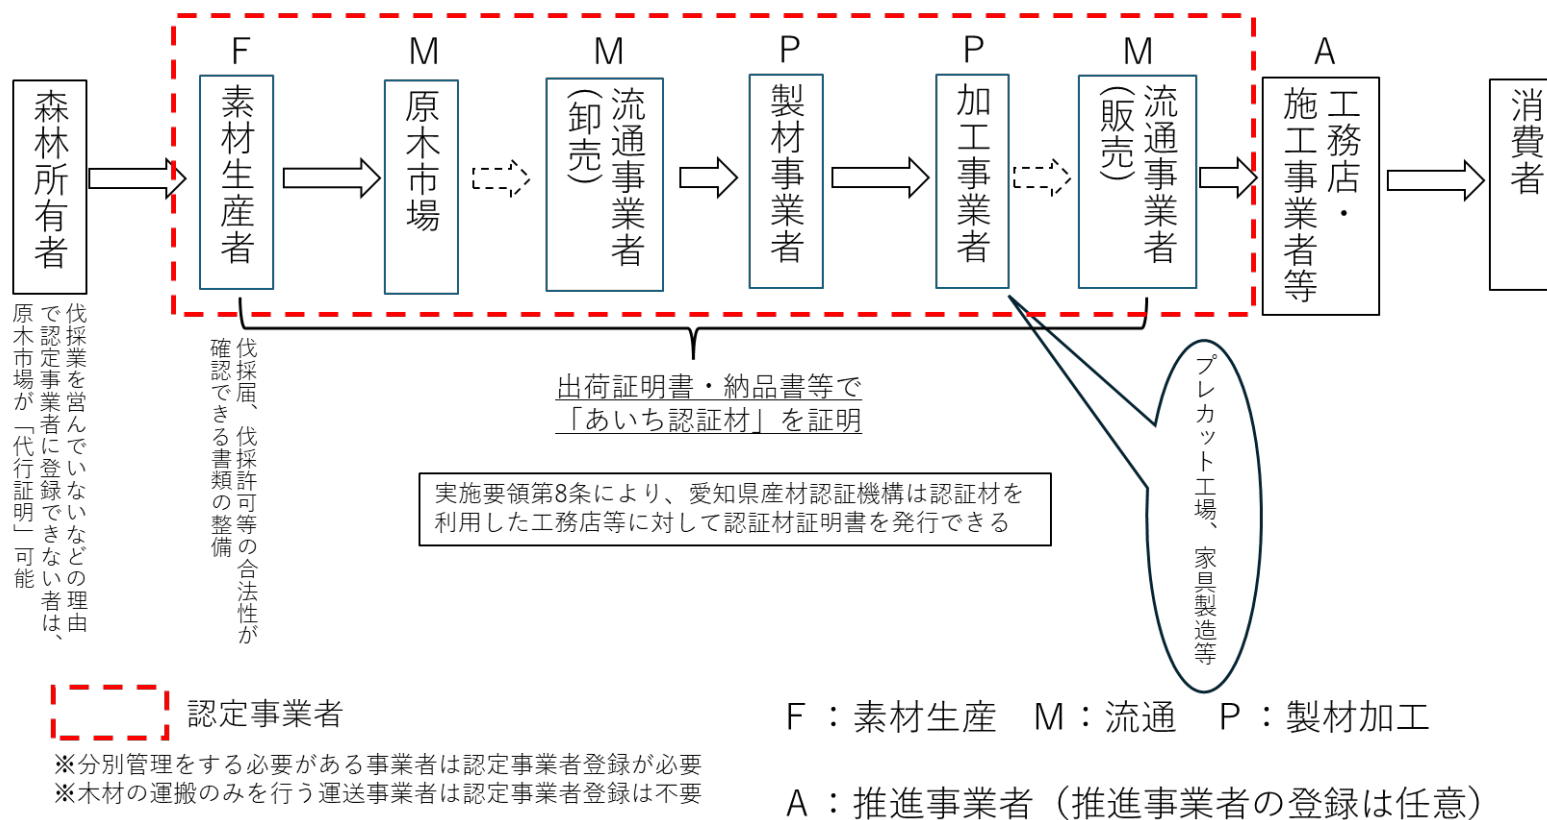 F
M
M
P
P
M
A
森林所有者
素材生産者
原木市場
流通事業者
(卸売)
製材事業者
加工事業者
流通事業者
(販売)
工務店・
施工事業者等
消費者
伐採業を営んでいないないなどの理由
で認定事業者に登録できない者は、
原木市場が「代行証明」可能
伐採届、伐採許可等の合法性が
確認できる書類の整備
出荷証明書・納品書等で
「あいち認証材」を証明
実施要領第8条により、愛知県産材認証機構は認証材を
利用した工務店等に対して認証材証明書を発行できる
プレカット工場、家具製造等
認定事業者
※分別管理をする必要がある事業者は認定事業者登録が必要
※木材の運搬のみを行う運送事業者は認定事業者登録は不要
F：素材生産　M：流通　P：製材加工
A：推進事業者（推進事業者の登録は任意）